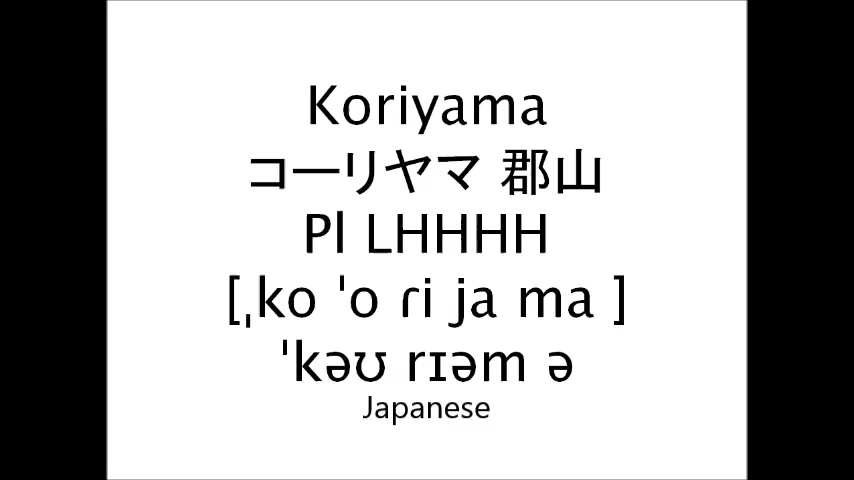 Koriyama
コーリヤマ 郡山
Pl LHHHH
[ˌko ˈo ɾi ja ma ]
ˈkəʊ rɪəm ə
Japanese